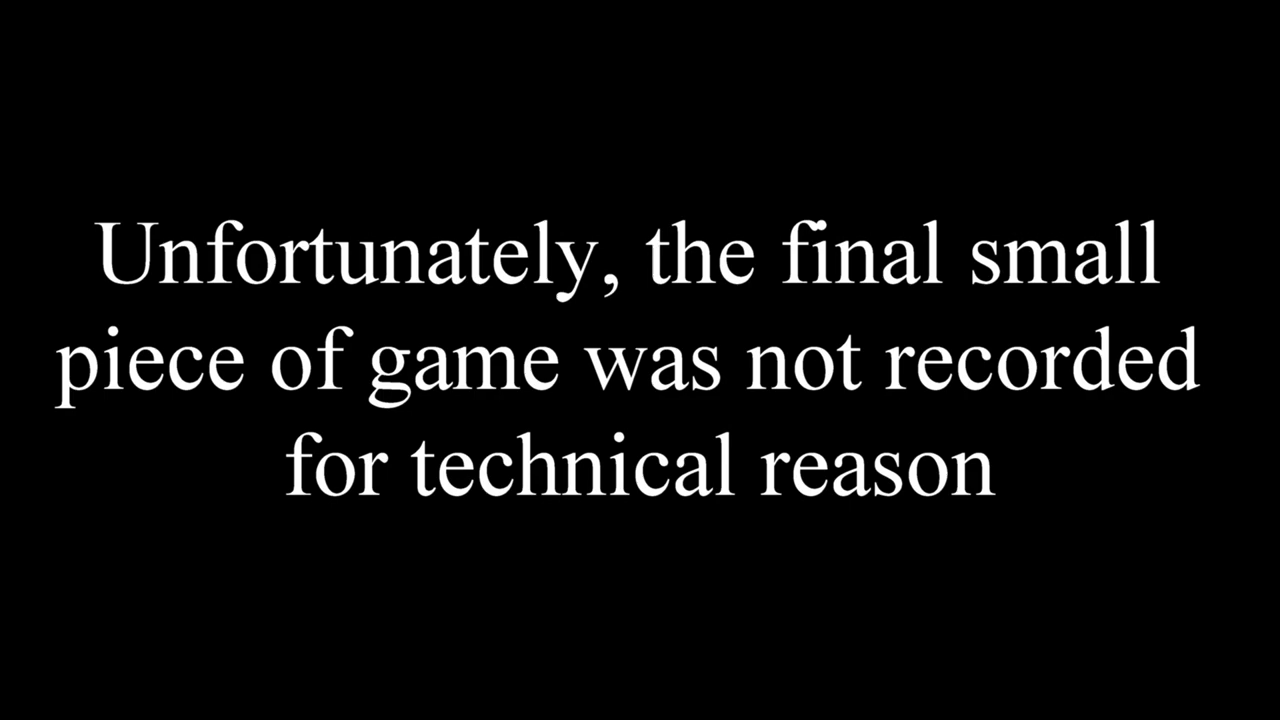 Unfortunately, the final small
piece of game was not recorded
for technical reason